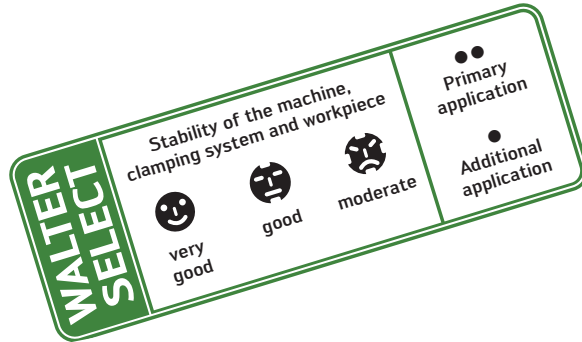 WALTER
SELECT
Stability of the machine,
clamping system and workpiece
very
good
good
moderate
Primary
application
Additional
application